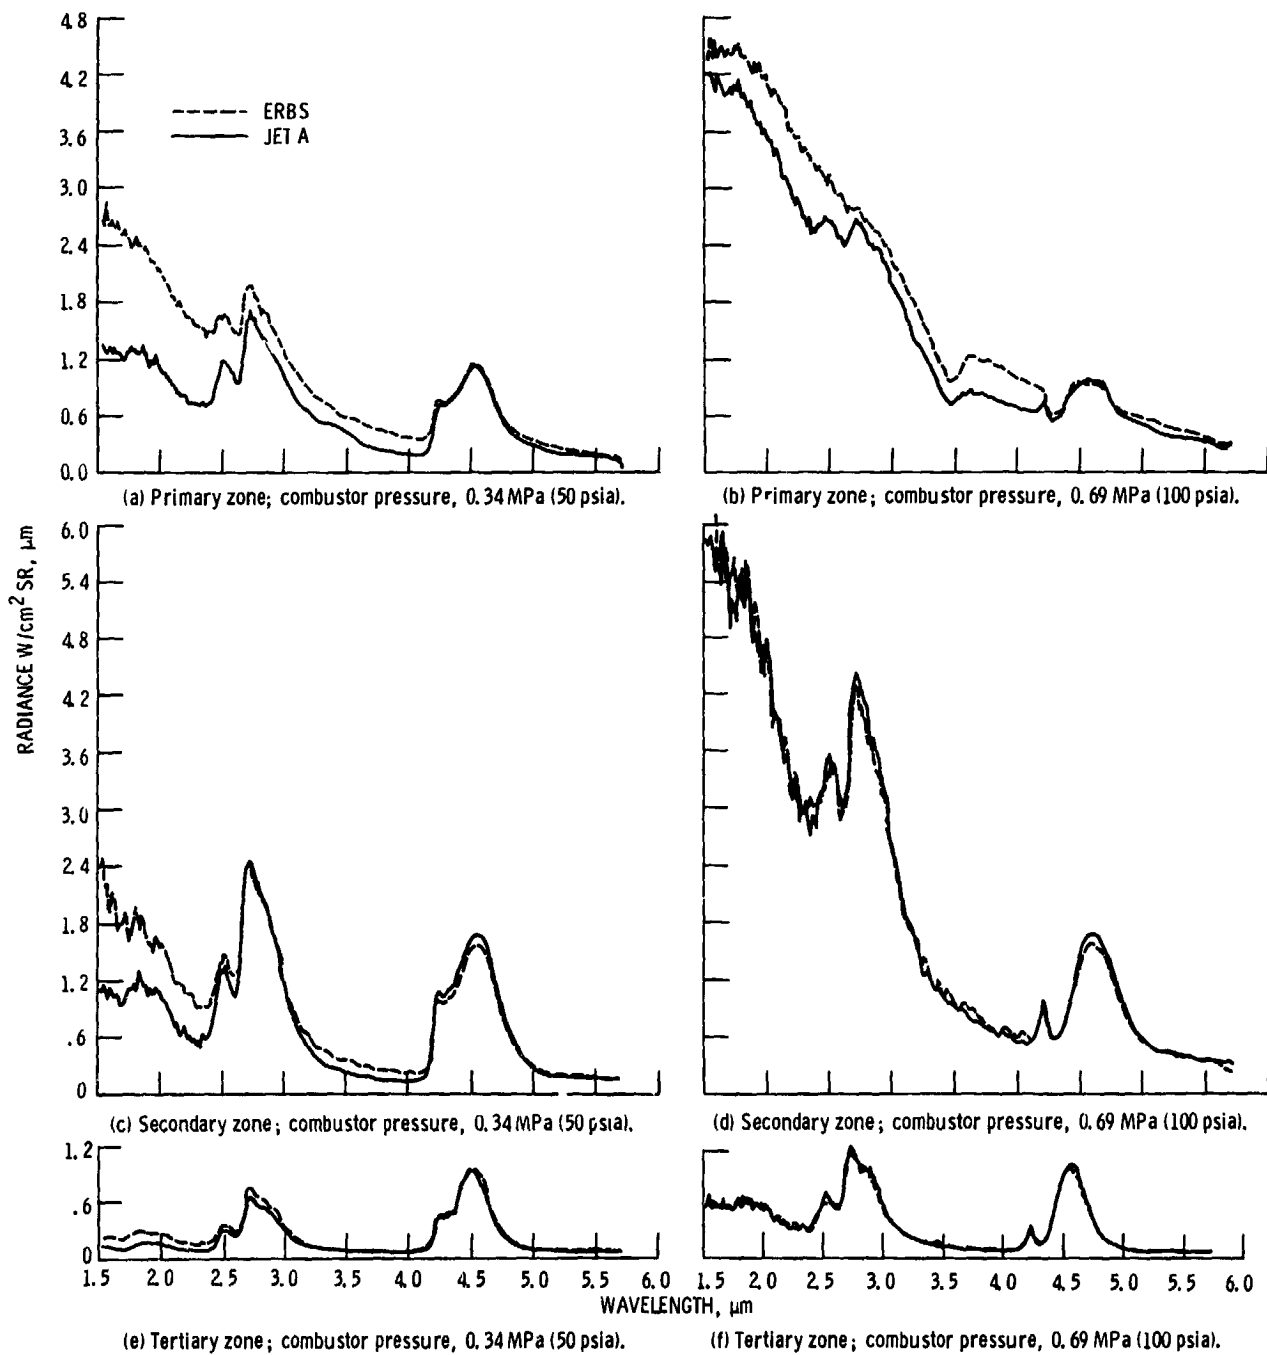 4.8
4.2
3.6
3.0
2.4
1.8
1.2
0.6
0.0
ERBS
JET A
(a) Primary zone; combustor pressure, 0.34 MPa (50 psia).
(b) Primary zone; combustor pressure, 0.69 MPa (100 psia).
RADIANCE W/cm2 SR, μm
6.0
5.4
4.8
4.2
3.6
3.0
2.4
1.8
1.2
.6
0
(c) Secondary zone; combustor pressure, 0.34 MPa (50 psia).
(d) Secondary zone; combustor pressure, 0.69 MPa (100 psia).
1.2
.6
0
1.5 2.0 2.5 3.0 3.5 4.0 4.5 5.0 5.5 6.0
1.5 2.0 2.5 3.0 3.5 4.0 4.5 5.0 5.5 6.0
WAVELENGTH, μm
(e) Tertiary zone; combustor pressure, 0.34 MPa (50 psia).
(f) Tertiary zone; combustor pressure, 0.69 MPa (100 psia).